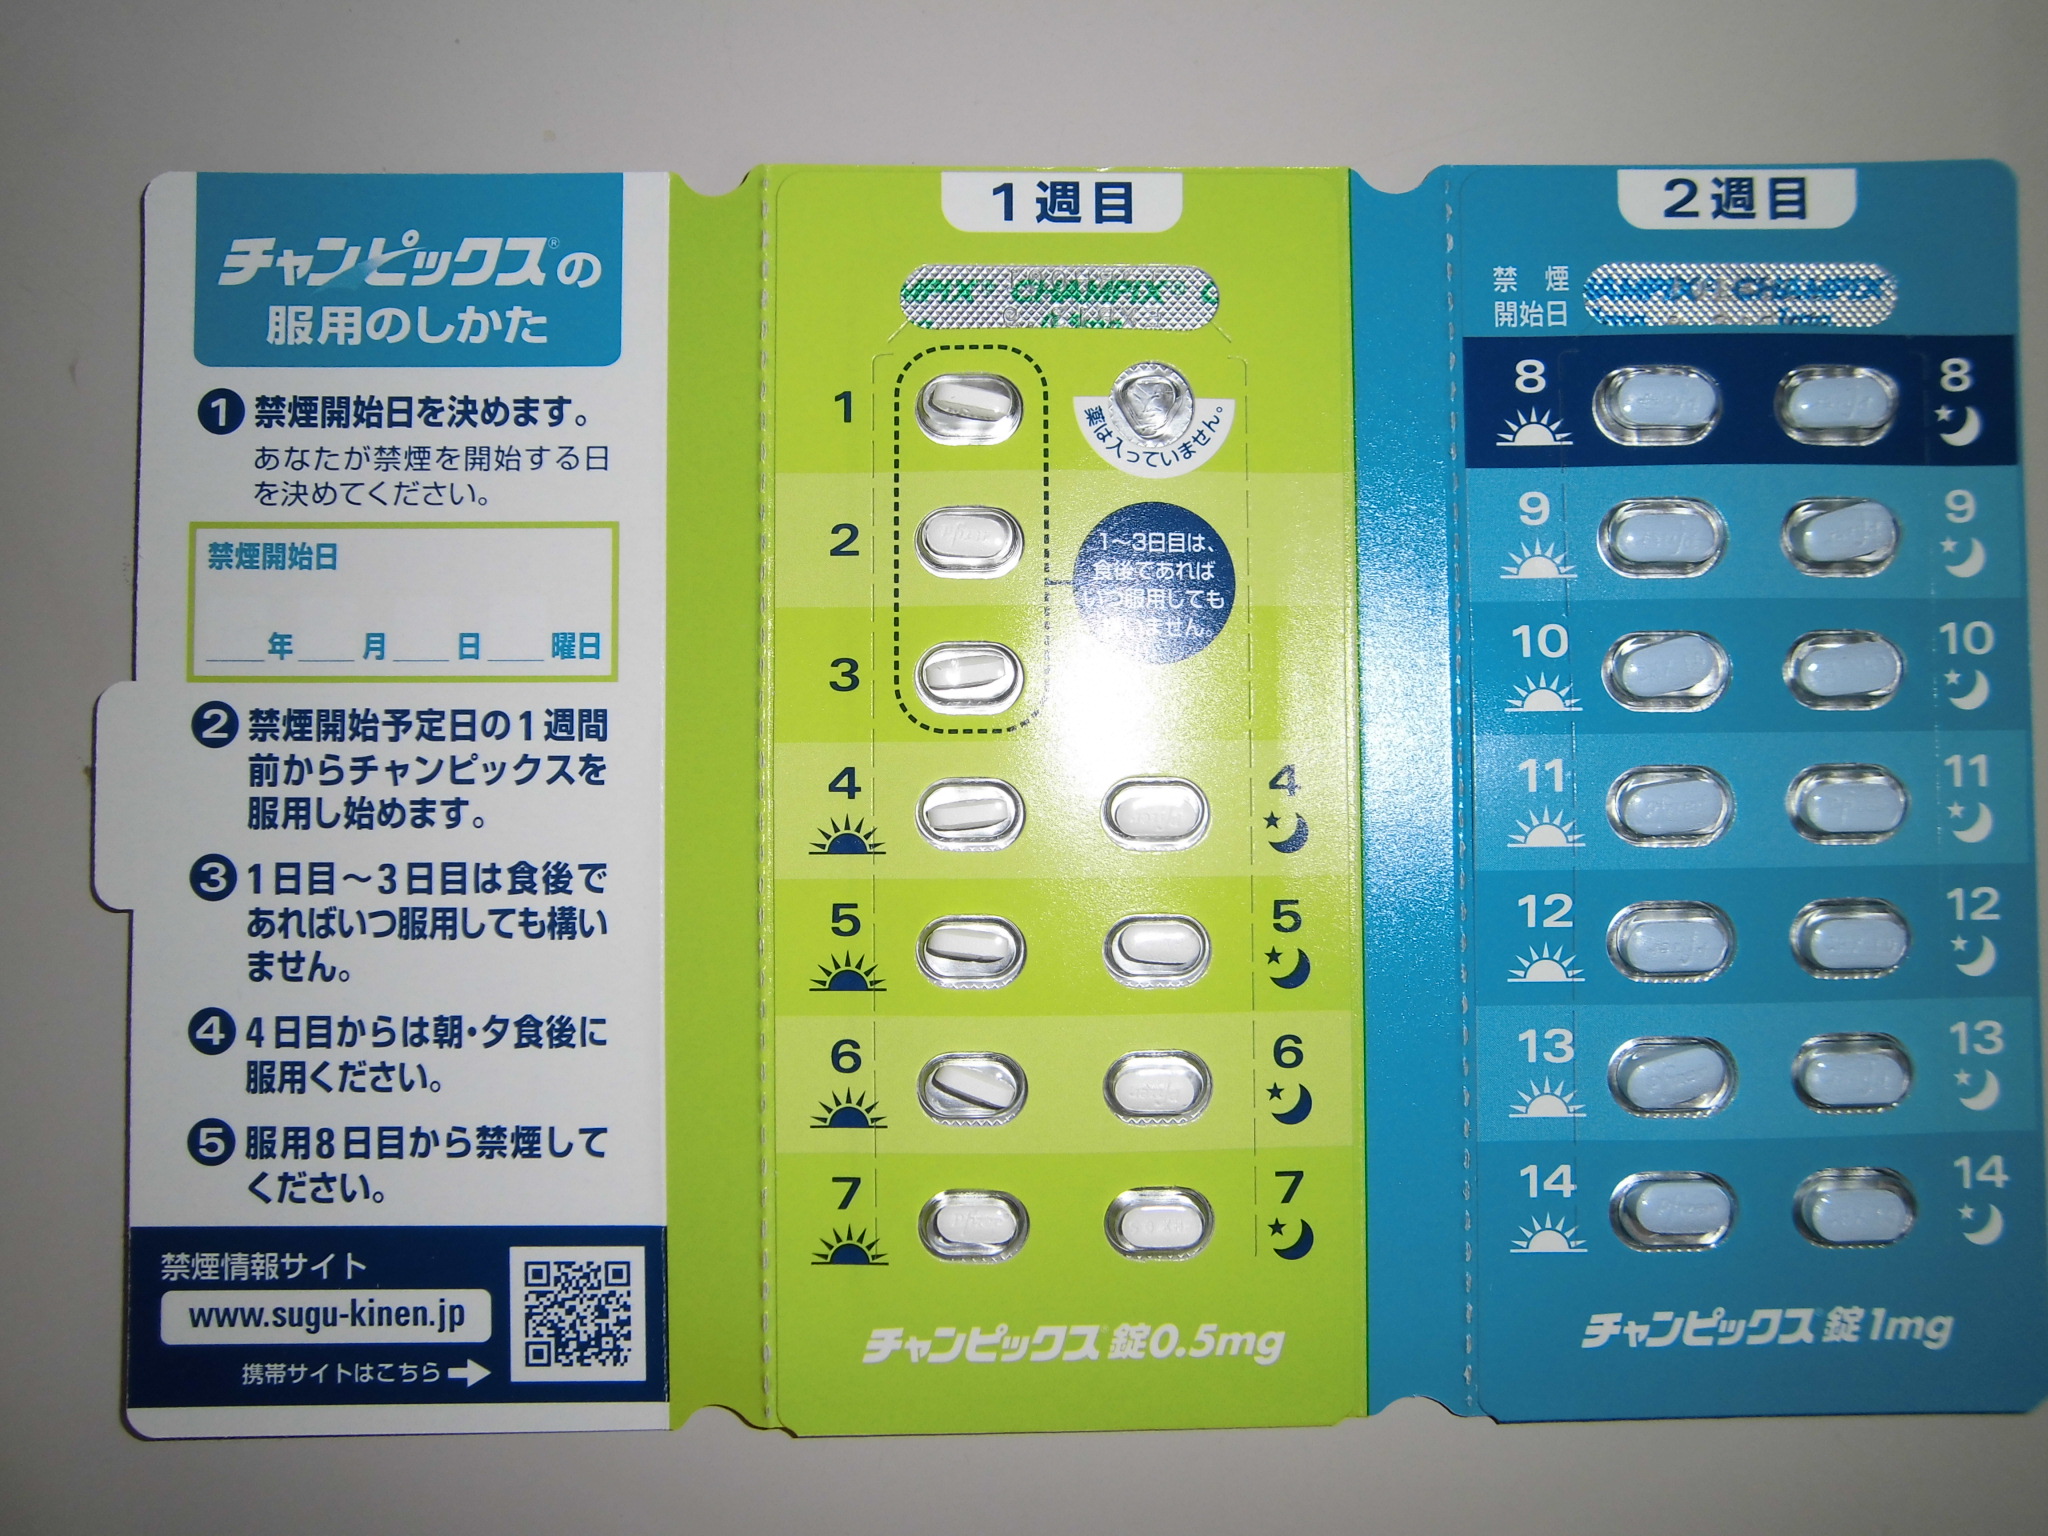 チャンピックス®の
服用のしかた
1 禁煙開始日を決めます。
あなたが禁煙を開始する日
を決めてください。
禁煙開始日
年 月 日 曜日
2 禁煙開始予定日の1週間
前からチャンピックスを
服用し始めます。
3 1日目～3日目は食後で
あればいつ服用しても構い
ません。
4 4日目からは朝・夕食後に
服用ください。
5 服用8日目から禁煙して
ください。
禁煙情報サイト
www.sugu-kinen.jp
携帯サイトはこちら
1週目
CHAMPIX
1
薬は入っていません。
2
1～3日目は、
食後であれば
いつ服用しても
ません。
3
4 4
5 5
6 6
7 7
チャンピックス®錠0.5mg
2週目
禁煙
開始日
CHAMPIX
8 8
9 9
10 10
11 11
12 12
13 13
14 14
チャンピックス®錠1mg